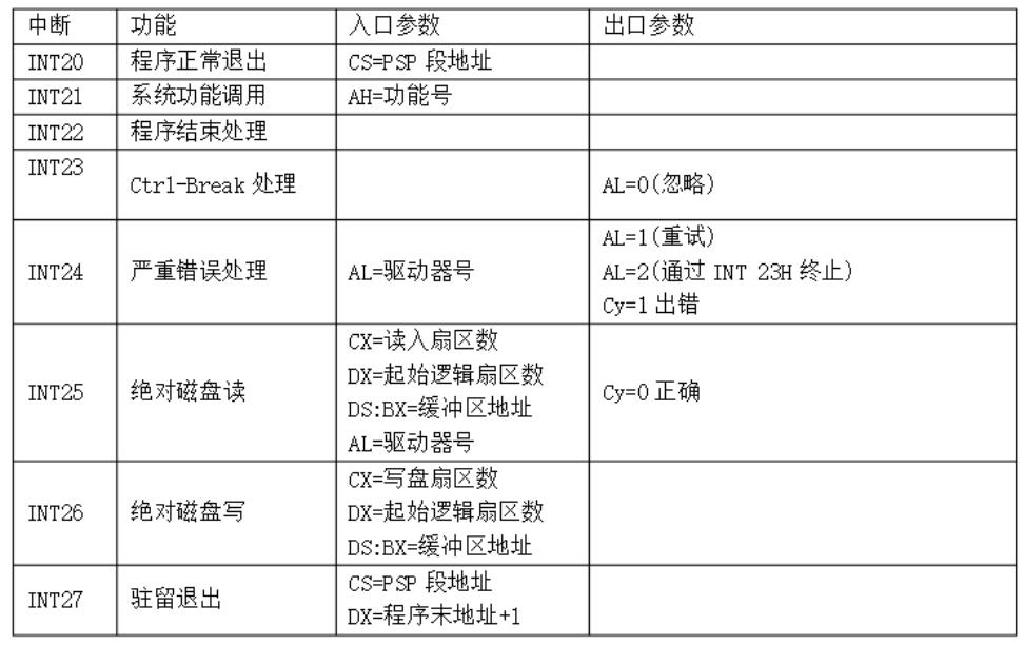 中断 功能 入口参数 出口参数
INT20 程序正常退出 CS=PSP 段地址
INT21 系统功能调用 AH=功能号
INT22 程序结束处理
INT23 Ctrl-Break 处理 AL=0(忽略)
INT24 严重错误处理 AL=驱动器号 AL=1(重试)
AL=2(通过 INT 23H 终止)
Cy=1 出错
INT25 绝对磁盘读 CX=读入扇区数
DX=起始逻辑扇区数
DS:BX=缓冲区地址
AL=驱动器号 Cy=0 正确
INT26 绝对磁盘写 CX=写盘扇区数
DX=起始逻辑扇区数
DS:BX=缓冲区地址
INT27 驻留退出 CS=PSP 段地址
DX=程序末地址+1